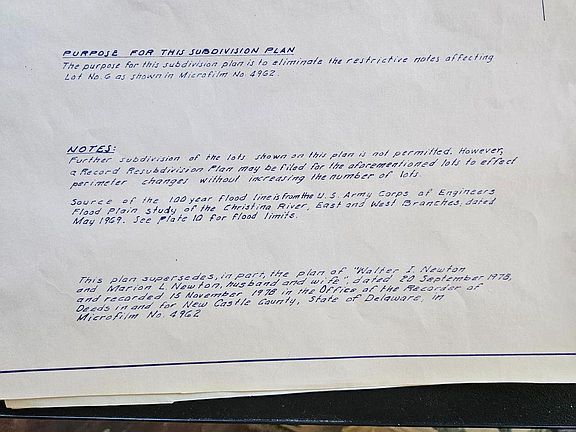 PURPOSE FOR THIS SUBDIVISION PLAN
The purpose for this subdivision plan is to eliminate the restrictive notes affecting
Lot No. 6 as shown in Microfilm No. 4962.
NOTES:
Further subdivision of the lots shown on this plan is not permitted. However,
a Record Resubdivision Plan may be filed for the aforementioned lots to effect
perimeter changes without increasing the number of lots.
Source of the 100 year flood line is from the U.S. Army Corps of Engineers
Flood Plain study of the Christina River, East and West Branches, dated
May 1969. See Plate 10 for flood limits.
This plan supersedes, in part, the plan of "Walter I. Newton
and Marion L. Newton, husband and wife", dated 20 September 1978,
and recorded 15 November 1978 in the Office of the Recorder of
Deeds in and for New Castle County, State of Delaware, in
Microfilm No. 4962